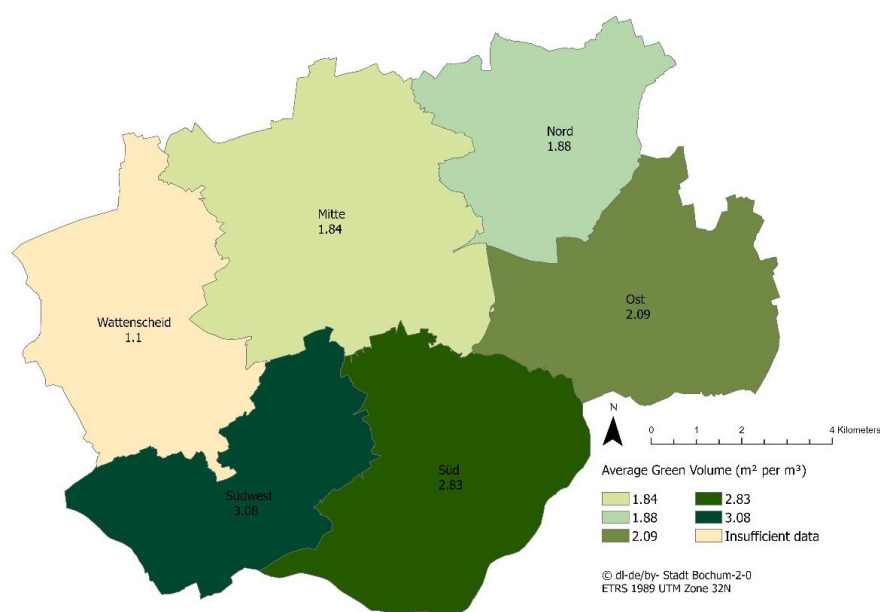 Nord
1.88
Mitte
1.84
Ost
2.09
Wattenscheid
1.1
Süd
2.83
Südwest
3.08
N
0 1 2 4 Kilometers
Average Green Volume (m² per m³)
1.84 2.83
1.88 3.08
2.09 Insufficient data
© dl-de/by- Stadt Bochum-2-0
ETRS 1989 UTM Zone 32N